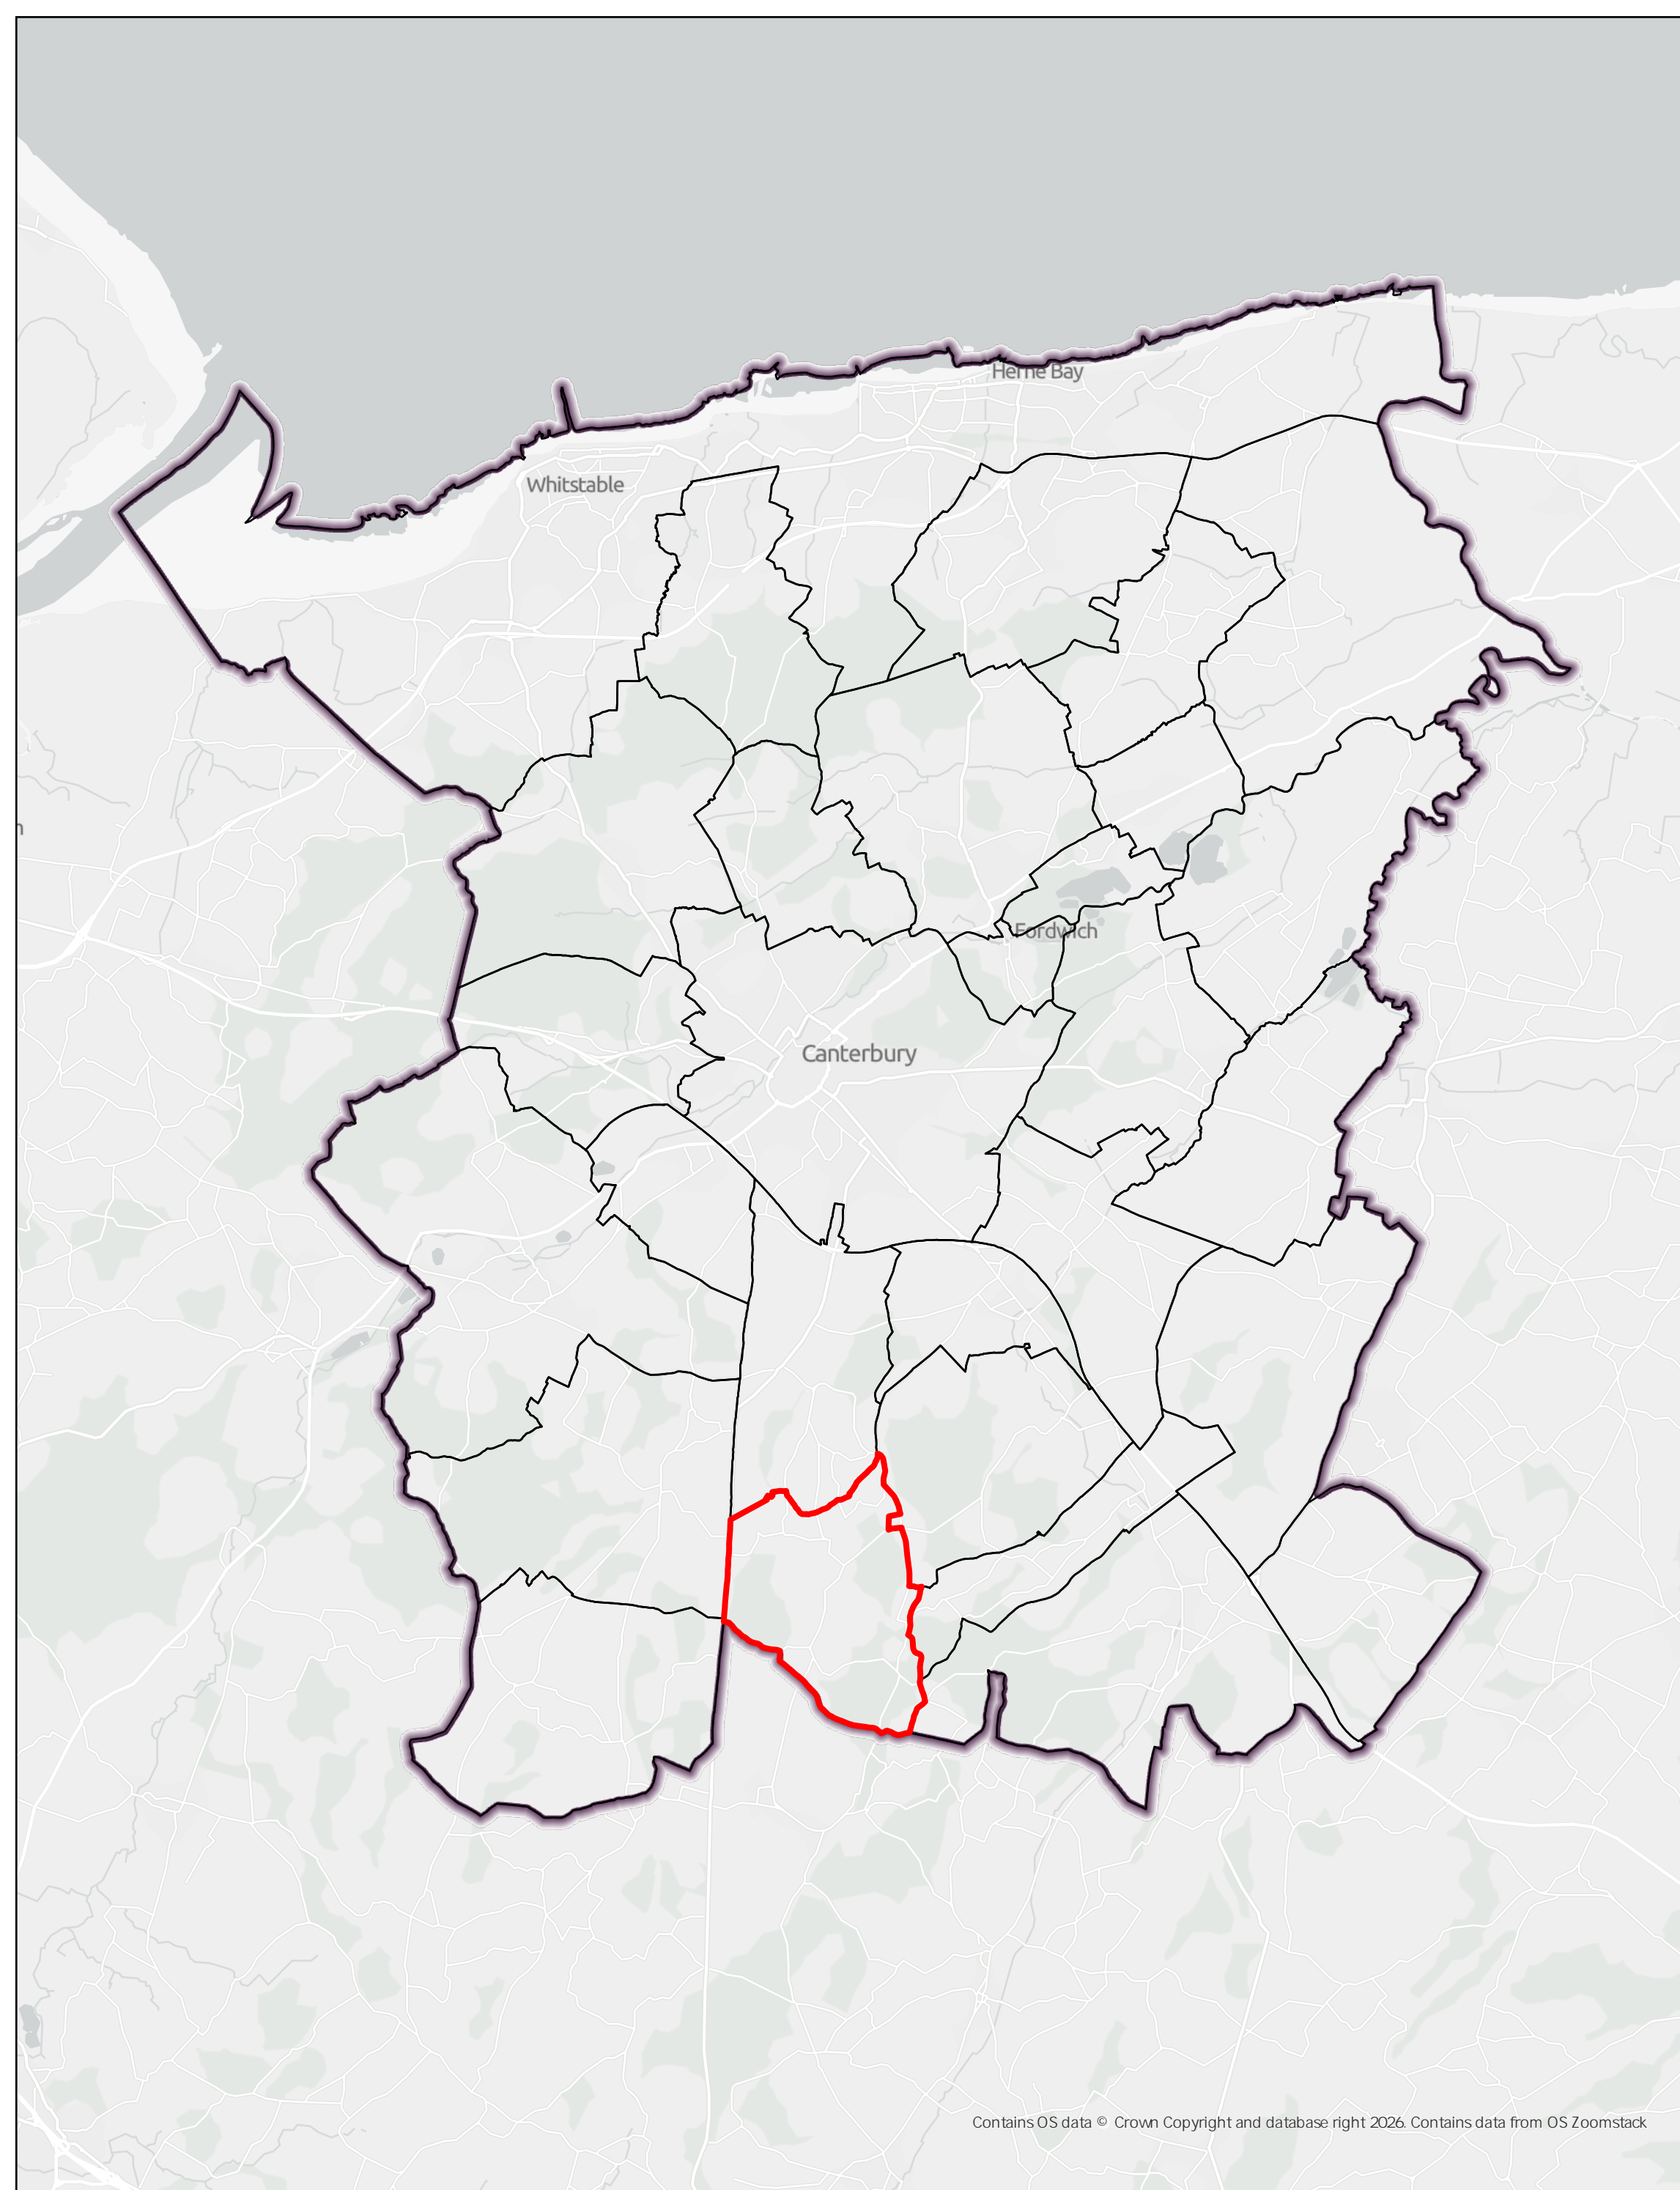 Herne Bay
Whitstable
Fordwich
Canterbury
Contains OS data © Crown Copyright and database right 2026. Contains data from OS Zoomstack